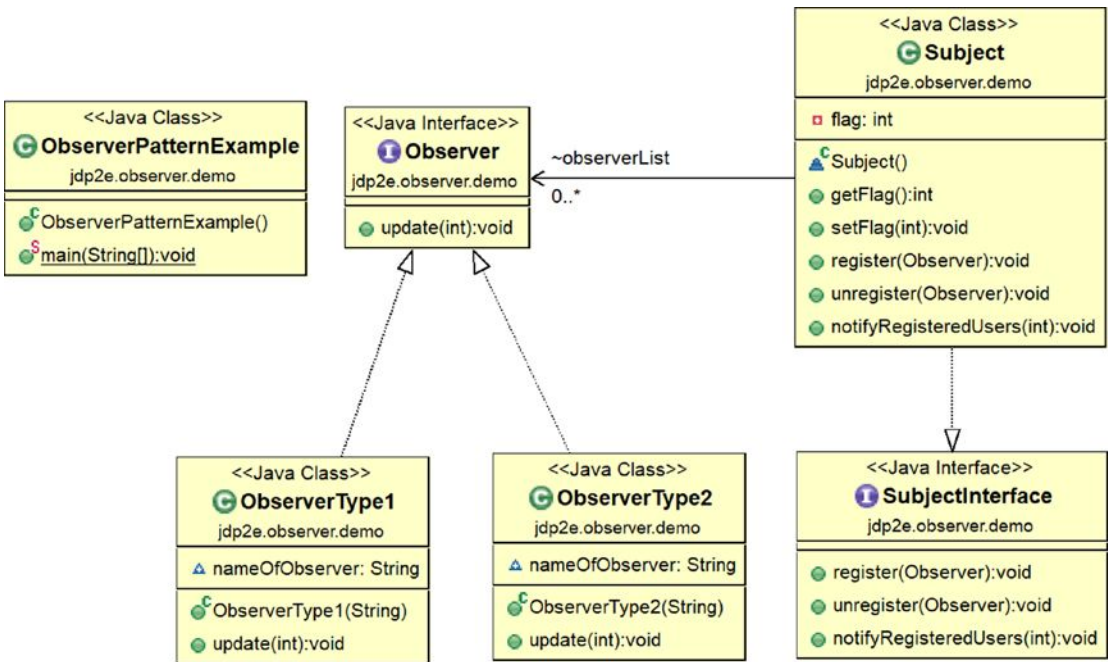 <<Java Class>>
ObserverPatternExample
jdp2e.observer.demo
ObserverPatternExample()
main(String[]):void
<<Java Interface>>
Observer
jdp2e.observer.demo
update(int):void
~observerList
0..*
<<Java Class>>
Subject
jdp2e.observer.demo
flag: int
Subject()
getFlag():int
setFlag(int):void
register(Observer):void
unregister(Observer):void
notifyRegisteredUsers(int):void
<<Java Class>>
ObserverType1
jdp2e.observer.demo
nameOfObserver: String
ObserverType1(String)
update(int):void
<<Java Class>>
ObserverType2
jdp2e.observer.demo
nameOfObserver: String
ObserverType2(String)
update(int):void
<<Java Interface>>
SubjectInterface
jdp2e.observer.demo
register(Observer):void
unregister(Observer):void
notifyRegisteredUsers(int):void